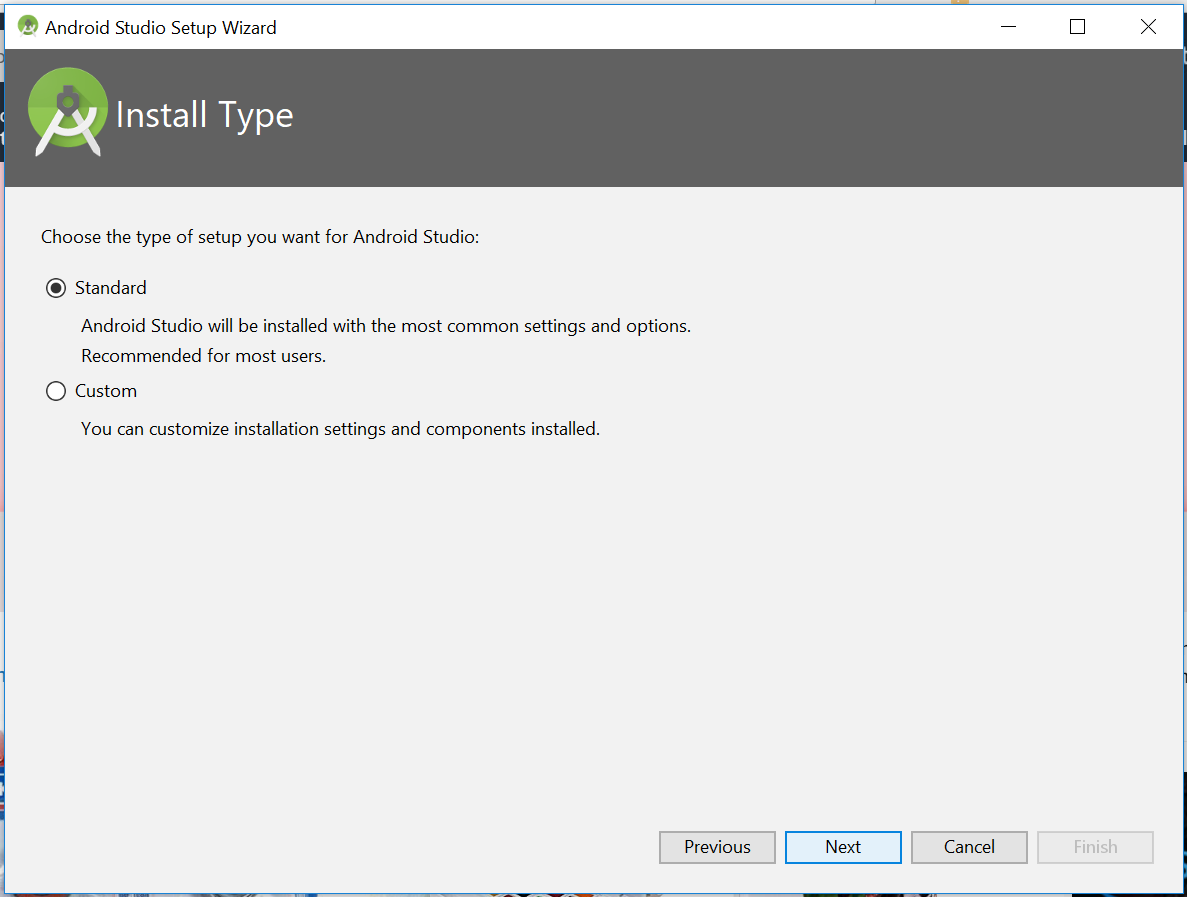 Android Studio Setup Wizard
Install Type
Choose the type of setup you want for Android Studio:
Standard
Android Studio will be installed with the most common settings and options.
Recommended for most users.
Custom
You can customize installation settings and components installed.
Previous
Next
Cancel
Finish